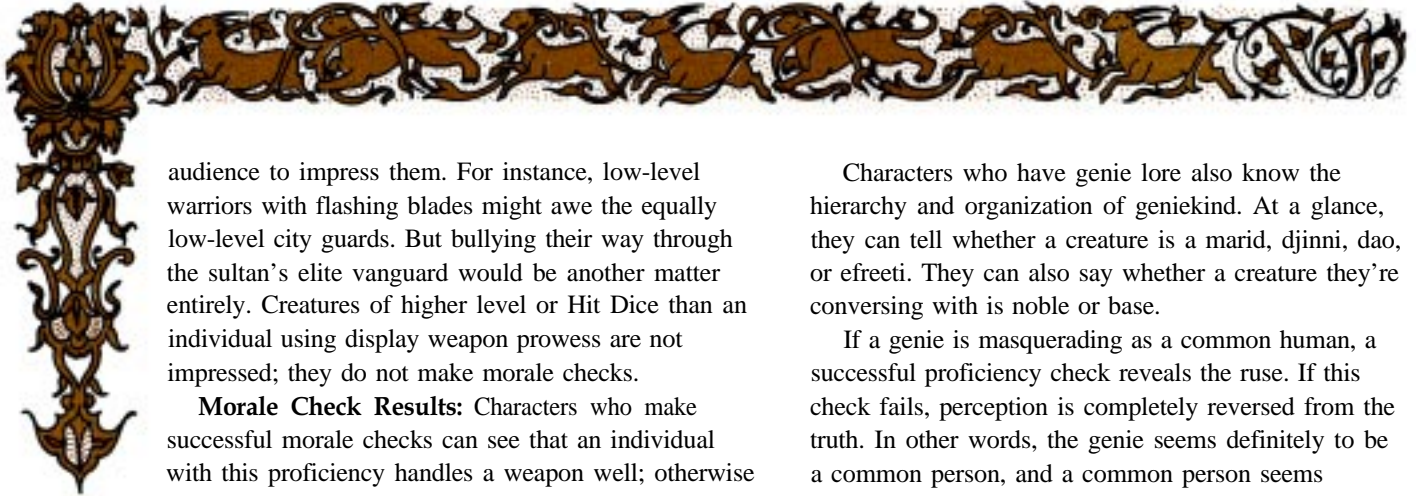 audience to impress them. For instance, low-level
warriors with flashing blades might awe the equally
low-level city guards. But bullying their way through
the sultan's elite vanguard would be another matter
entirely. Creatures of higher level or Hit Dice than an
individual using display weapon prowess are not
impressed; they do not make morale checks.
Morale Check Results: Characters who make
successful morale checks can see that an individual
with this proficiency handles a weapon well; otherwise
Characters who have genie lore also know the
hierarchy and organization of geniekind. At a glance,
they can tell whether a creature is a marid, djinni, dao,
or efreeti. They can also say whether a creature they're
conversing with is noble or base.
If a genie is masquerading as a common human, a
successful proficiency check reveals the ruse. If this
check fails, perception is completely reversed from the
truth. In other words, the genie seems definitely to be
a common person, and a common person seems